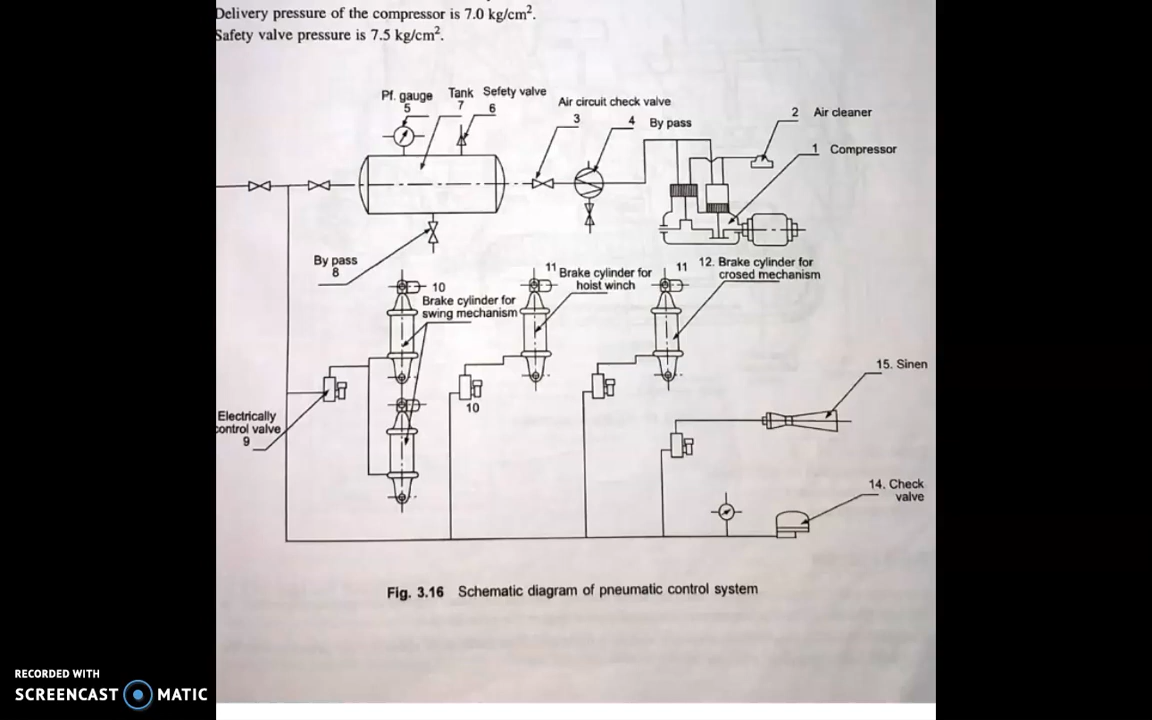 Delivery pressure of the compressor is 7.0 kg/cm².
Safety valve pressure is 7.5 kg/cm².
Pf. gauge
5
Tank
7
Sefety valve
6
Air circuit check valve
3
4 By pass
2 Air cleaner
1 Compressor
By pass
8
10
Brake cylinder for
swing mechanism
11
Brake cylinder for
hoist winch
11
12. Brake cylinder for
crosed mechanism
15. Sinen
10
Electrically
control valve
9
14. Check
valve
Fig. 3.16 Schematic diagram of pneumatic control system
RECORDED WITH
SCREENCAST MATIC